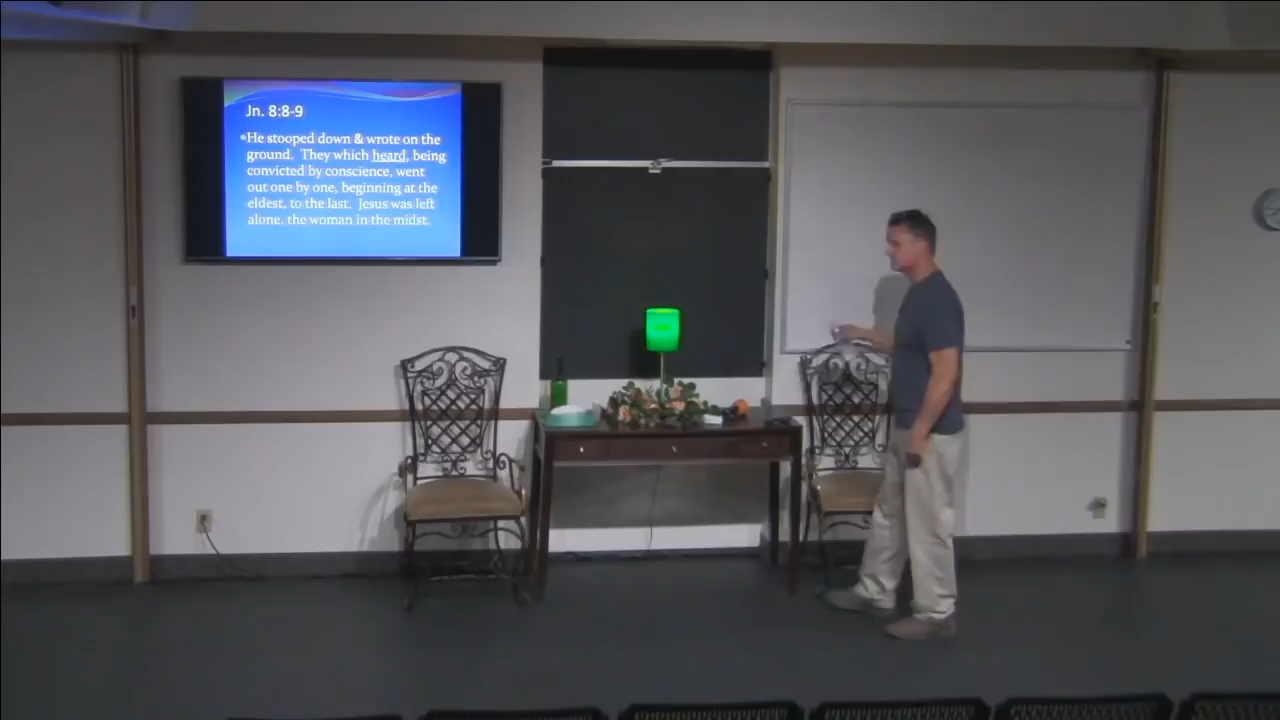 Jn. 8:8-9
He stooped down & wrote on the
ground. They which heard, being
convicted by conscience, went
out one by one, beginning at the
eldest, to the last. Jesus was left
alone, the woman in the midst.